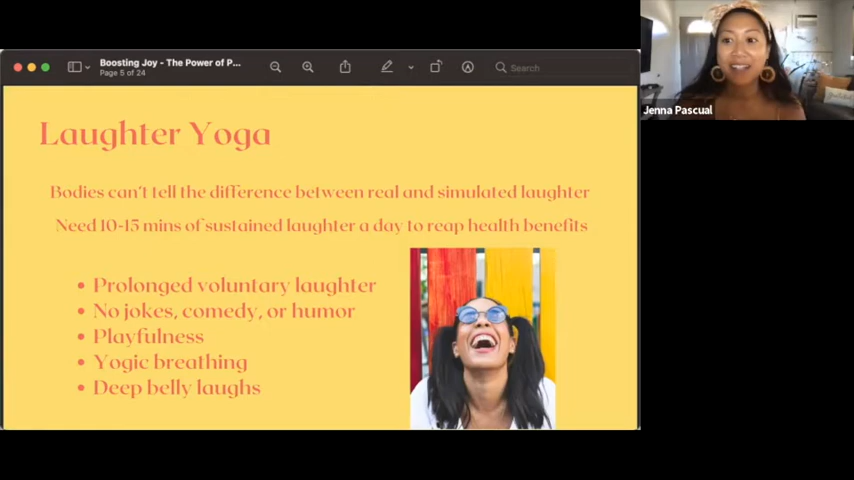 Boosting Joy - The Power of P...
Page 5 of 24
Search
Jenna Pascual
Laughter Yoga
Bodies can't tell the difference between real and simulated laughter
Need 10-15 mins of sustained laughter a day to reap health benefits
• Prolonged voluntary laughter
• No jokes, comedy, or humor
• Playfulness
• Yogic breathing
• Deep belly laughs